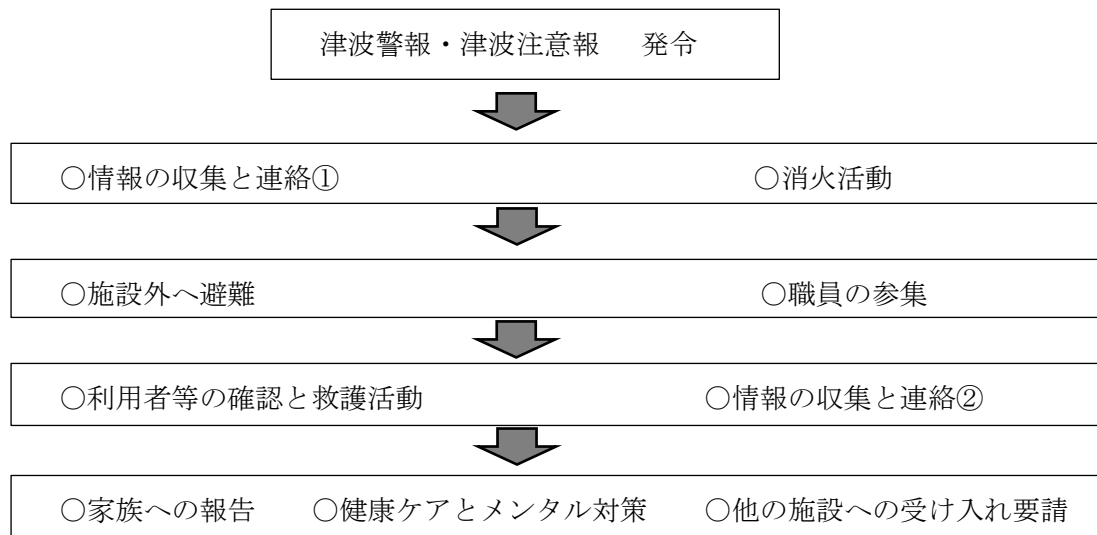 津波警報・津波注意報　発令
○情報の収集と連絡①　○消火活動
○施設外へ避難　○職員の参集
○利用者等の確認と救護活動　○情報の収集と連絡②
○家族への報告　○健康ケアとメンタル対策　○他の施設への受け入れ要請